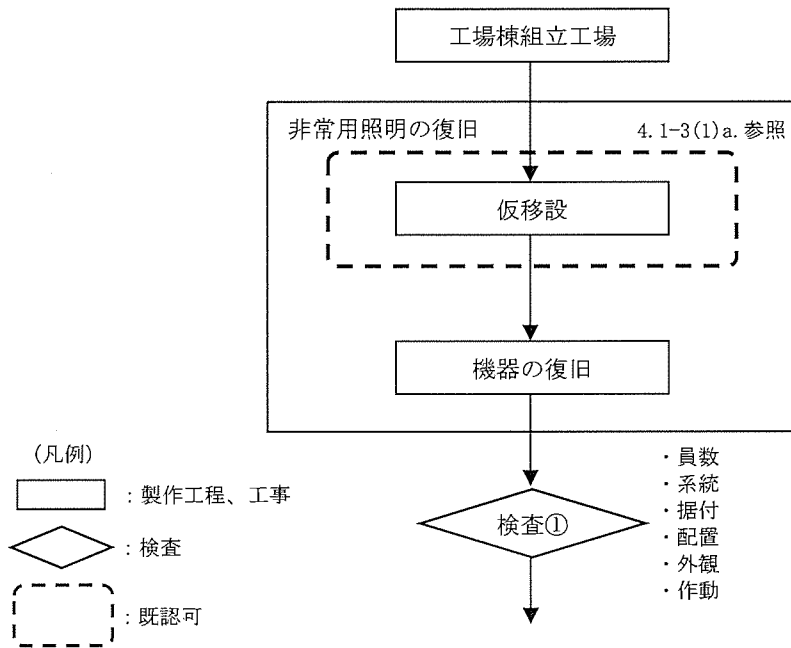 工場棟組立工場
非常用照明の復旧 4.1-3(1)a.参照
仮移設
機器の復旧
検査①
・員数
・系統
・据付
・配置
・外観
・作動
(凡例)
：製作工程、工事
：検査
：既認可